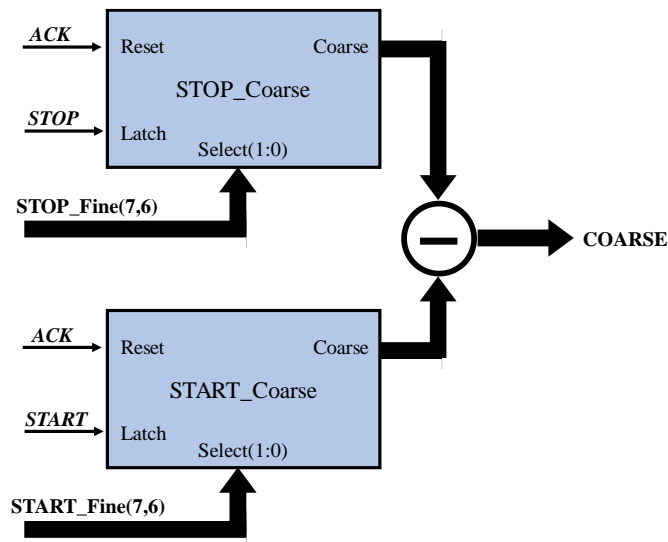 ACK
Reset
Coarse
STOP_Coarse
STOP
Latch
Select(1:0)
STOP_Fine(7,6)
COARSE
ACK
Reset
Coarse
START_Coarse
START
Latch
Select(1:0)
START_Fine(7,6)